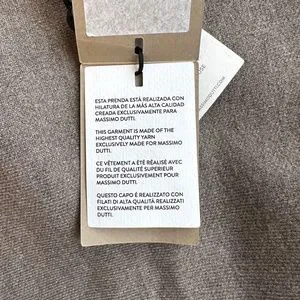 ESTA PRENDA ESTÁ REALIZADA CON
HILATURA DE LA MÁS ALTA CALIDAD
CREADA EXCLUSIVAMENTE PARA
MASSIMO DUTTI.
THIS GARMENT IS MADE OF THE
HIGHEST QUALITY YARN
EXCLUSIVELY MADE FOR MASSIMO
DUTTI.
CE VÊTEMENT A ÉTÉ RÉALISÉ AVEC
DU FIL DE QUALITÉ SUPERIEUR
PRODUIT EXCLUSIVEMENT POUR
MASSIMO DUTTI.
QUESTO CAPO È REALIZZATO CON
FILATI DI ALTA QUALITÀ REALIZZATI
ESCLUSIVAMENTE PER MASSIMO
DUTTI.